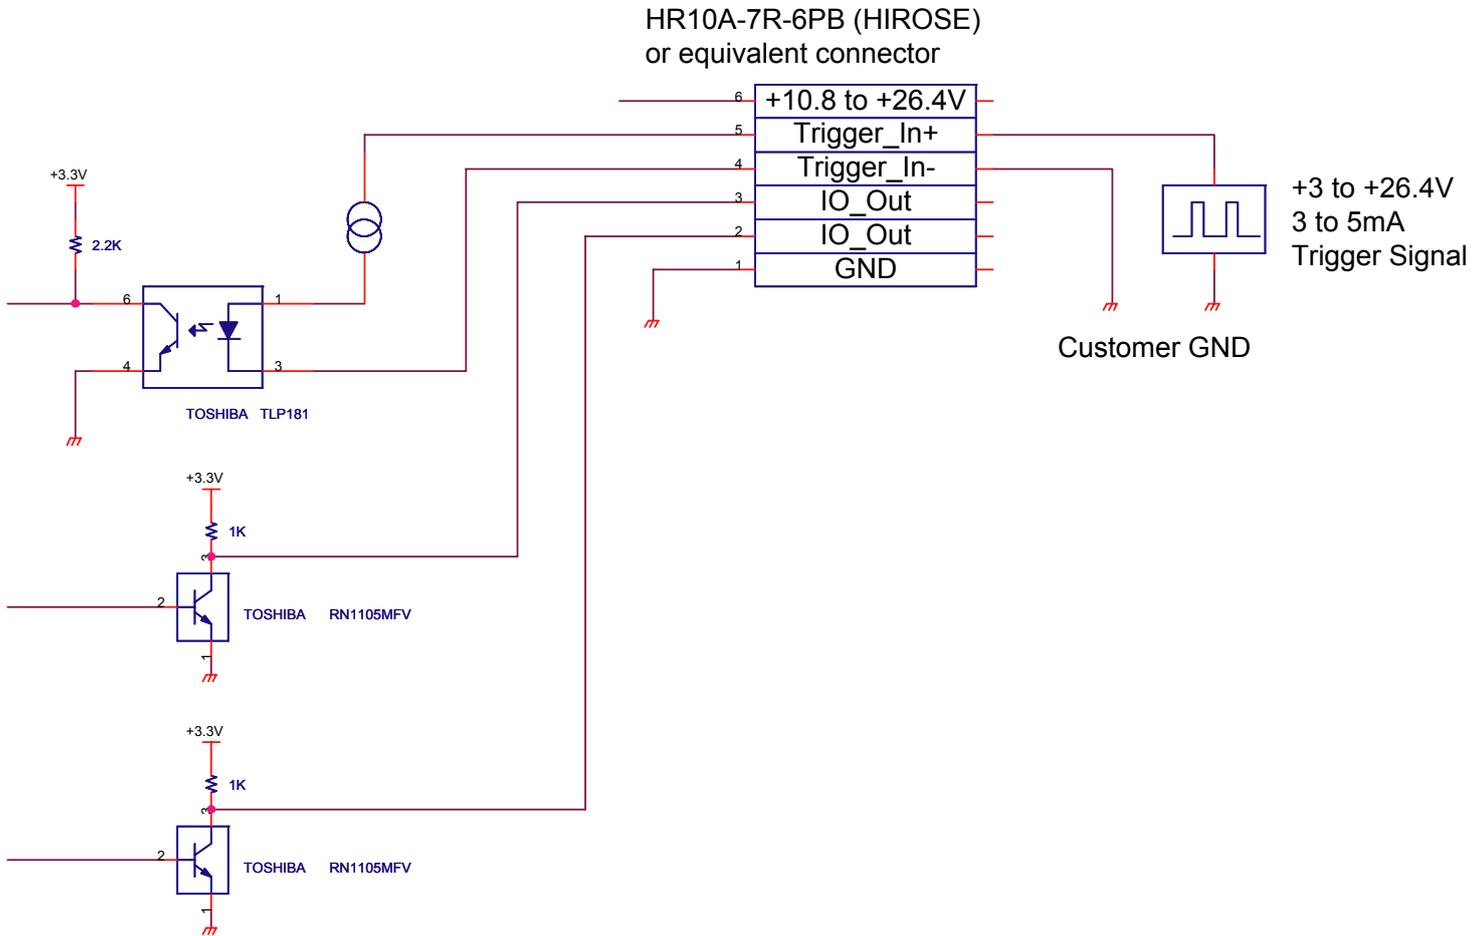 HR10A-7R-6PB (HIROSE)
or equivalent connector
6 +10.8 to +26.4V
5 Trigger_In+
4 Trigger_In-
3 IO_Out
2 IO_Out
1 GND
+3 to +26.4V
3 to 5mA
Trigger Signal
Customer GND
+3.3V
2.2K
6 1
4 3
TOSHIBA TLP181
+3.3V
1K
3
2
TOSHIBA RN1105MFV
1
+3.3V
1K
3
2
TOSHIBA RN1105MFV
1